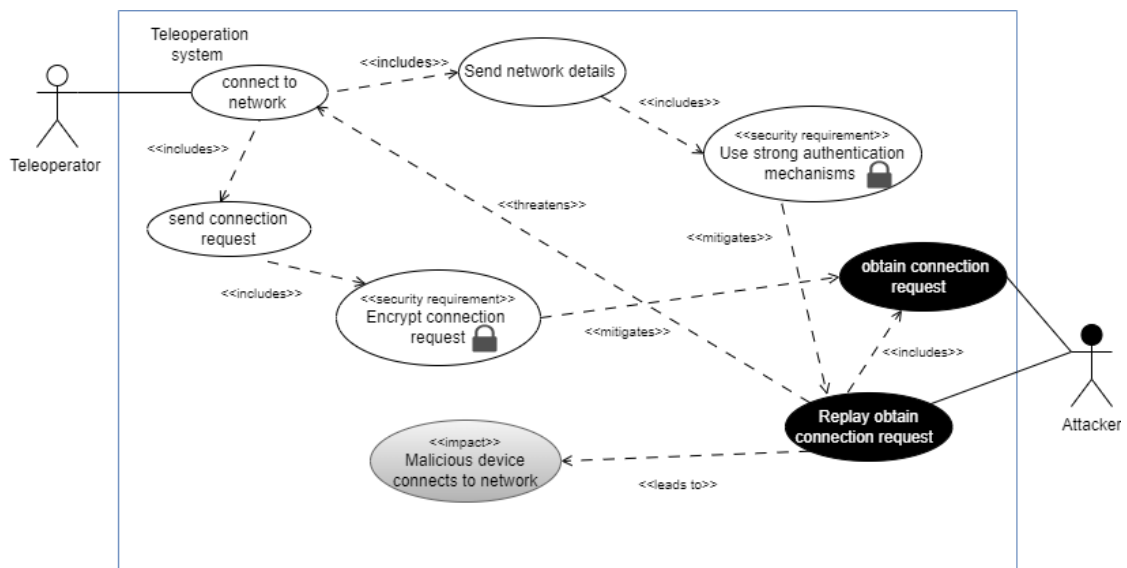 Teleoperation
system
connect to
network
<<includes>>
Send network details
<<includes>>
<<security requirement>>
Use strong authentication
mechanisms
Teleoperator
<<includes>>
send connection
request
<<threatens>>
<<mitigates>>
obtain connection
request
<<includes>>
<<security requirement>>
Encrypt connection
request
<<mitigates>>
<<includes>>
Replay obtain
connection request
Attacker
<<impact>>
Malicious device
connects to network
<<leads to>>